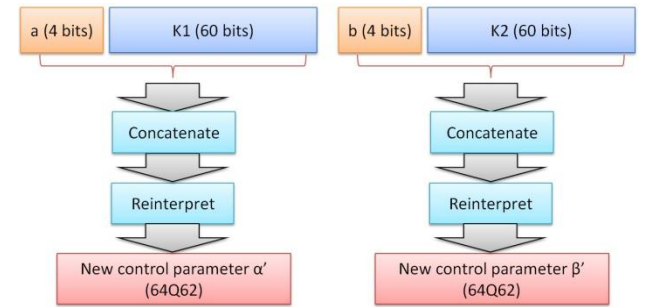 a (4 bits)
K1 (60 bits)
b (4 bits)
K2 (60 bits)
Concatenate
Concatenate
Reinterpret
Reinterpret
New control parameter α′
(64Q62)
New control parameter β′
(64Q62)